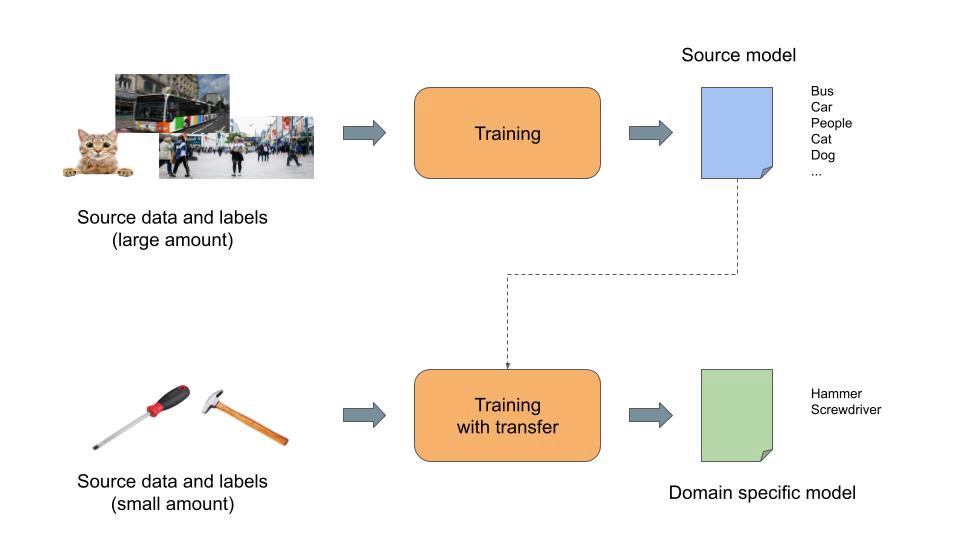 Source model
Bus
Car
People
Cat
Dog
...
Training
Source data and labels
(large amount)
Training
with transfer
Hammer
Screwdriver
Source data and labels
(small amount)
Domain specific model